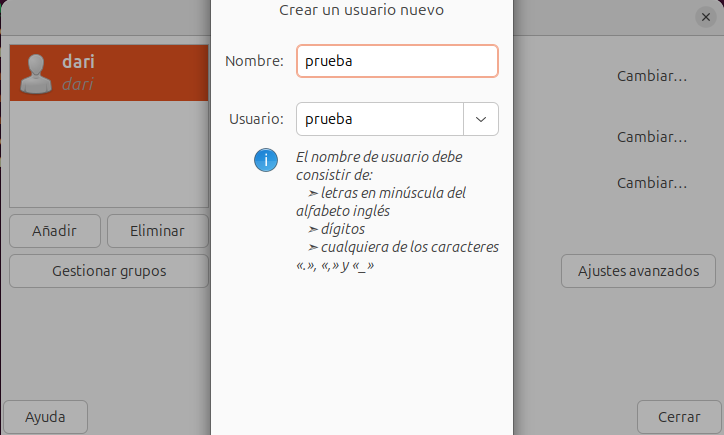 Crear un usuario nuevo
dari
dari
Nombre:
prueba
Cambiar...
Usuario:
prueba
Cambiar...
El nombre de usuario debe
consistir de:
➣ letras en minúscula del
alfabeto inglés
➣ dígitos
➣ cualquiera de los caracteres
«.», «,» y «_»
Cambiar...
Añadir
Eliminar
Gestionar grupos
Ajustes avanzados
Ayuda
Cerrar